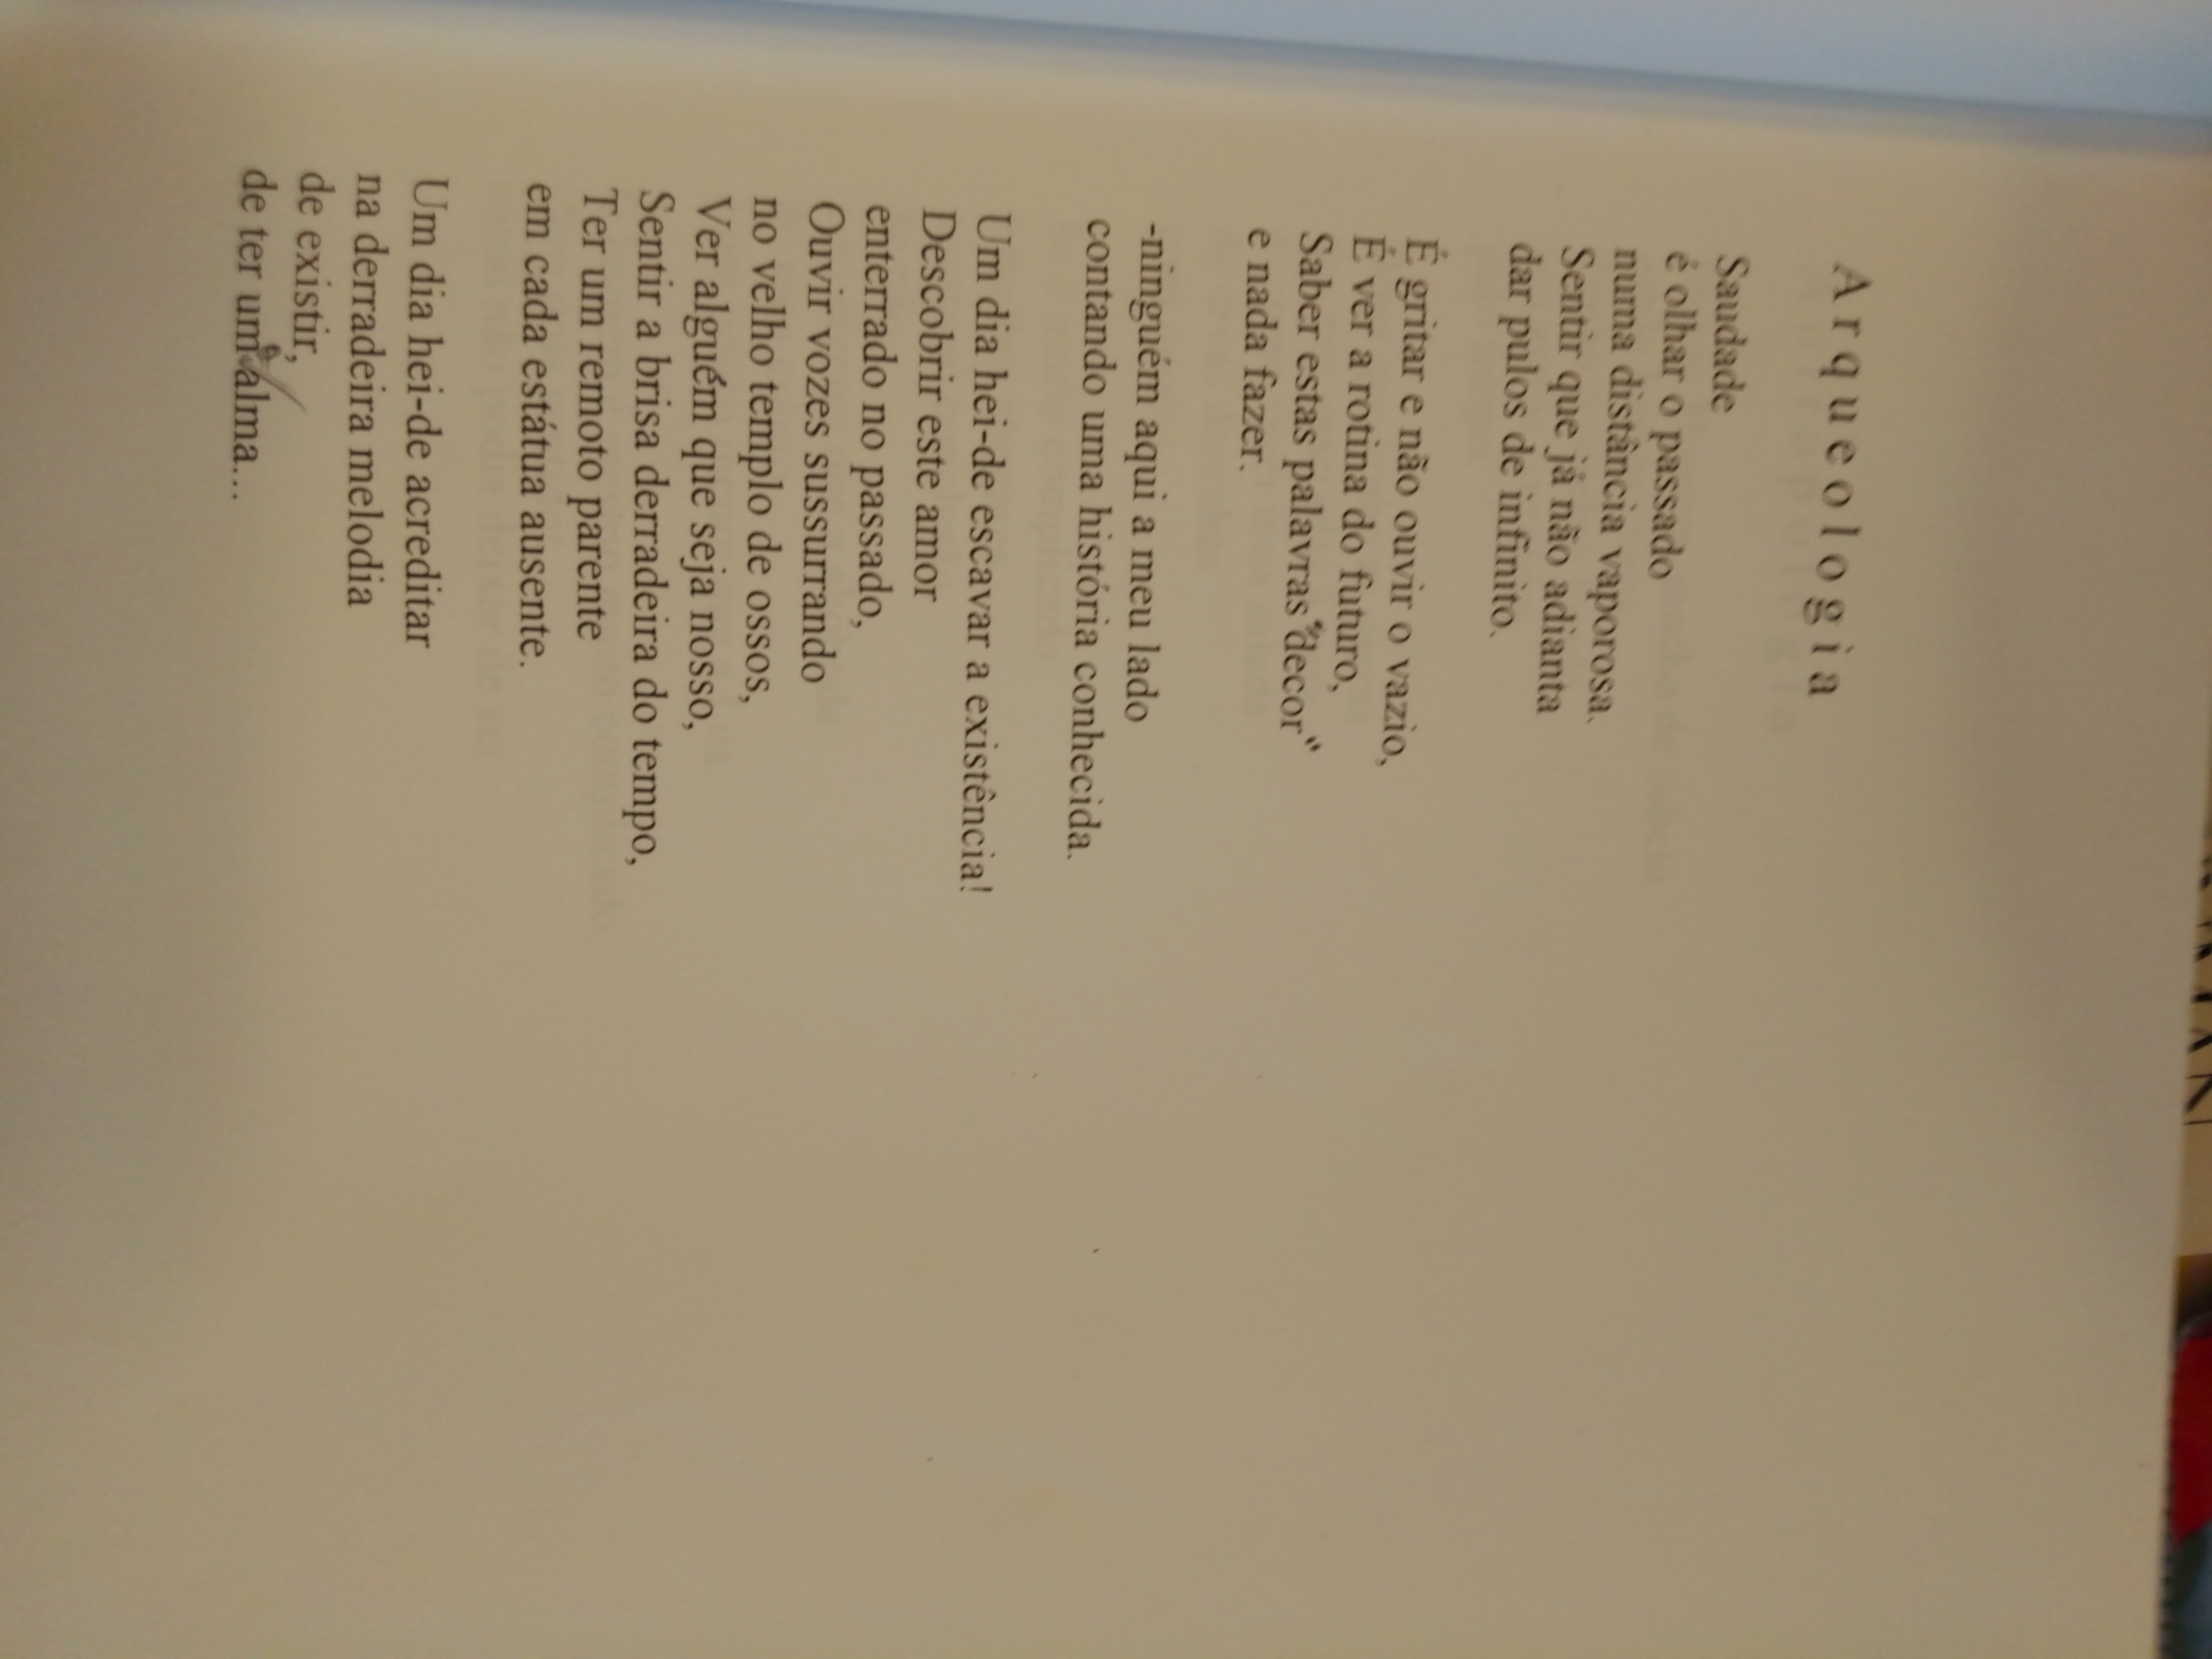 Arqueologia
Saudade
é olhar o passado
numa distância vaporosa.
Sentir que já não adianta
dar pulos de infinito.
É gritar e não ouvir o vazio,
É ver a rotina do futuro,
Saber estas palavras "decor"
e nada fazer.
-ninguém aqui a meu lado
contando uma história conhecida.
Um dia hei-de escavar a existência!
Descobrir este amor
enterrado no passado,
Ouvir vozes sussurrando
no velho templo de ossos,
Ver alguém que seja nosso,
Sentir a brisa derradeira do tempo,
Ter um remoto parente
em cada estátua ausente.
Um dia hei-de acreditar
na derradeira melodia
de existir,
de ter uma alma...